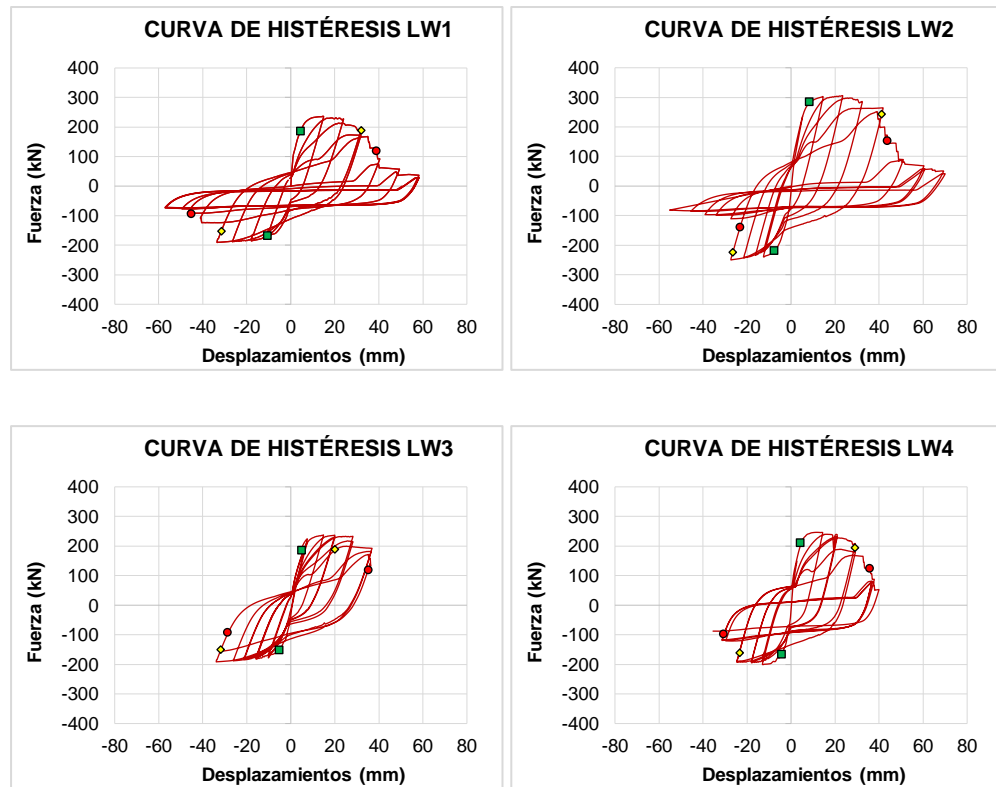 CURVA DE HISTÉRESIS LW1
400
300
200
100
0
-100
-200
-300
-400
-80 -60 -40 -20 0 20 40 60 80
Fuerza (kN)
Desplazamientos (mm)
CURVA DE HISTÉRESIS LW2
400
300
200
100
0
-100
-200
-300
-400
-80 -60 -40 -20 0 20 40 60 80
Fuerza (kN)
Desplazamientos (mm)
CURVA DE HISTÉRESIS LW3
400
300
200
100
0
-100
-200
-300
-400
-80 -60 -40 -20 0 20 40 60 80
Fuerza (kN)
Desplazamientos (mm)
CURVA DE HISTÉRESIS LW4
400
300
200
100
0
-100
-200
-300
-400
-80 -60 -40 -20 0 20 40 60 80
Fuerza (kN)
Desplazamientos (mm)